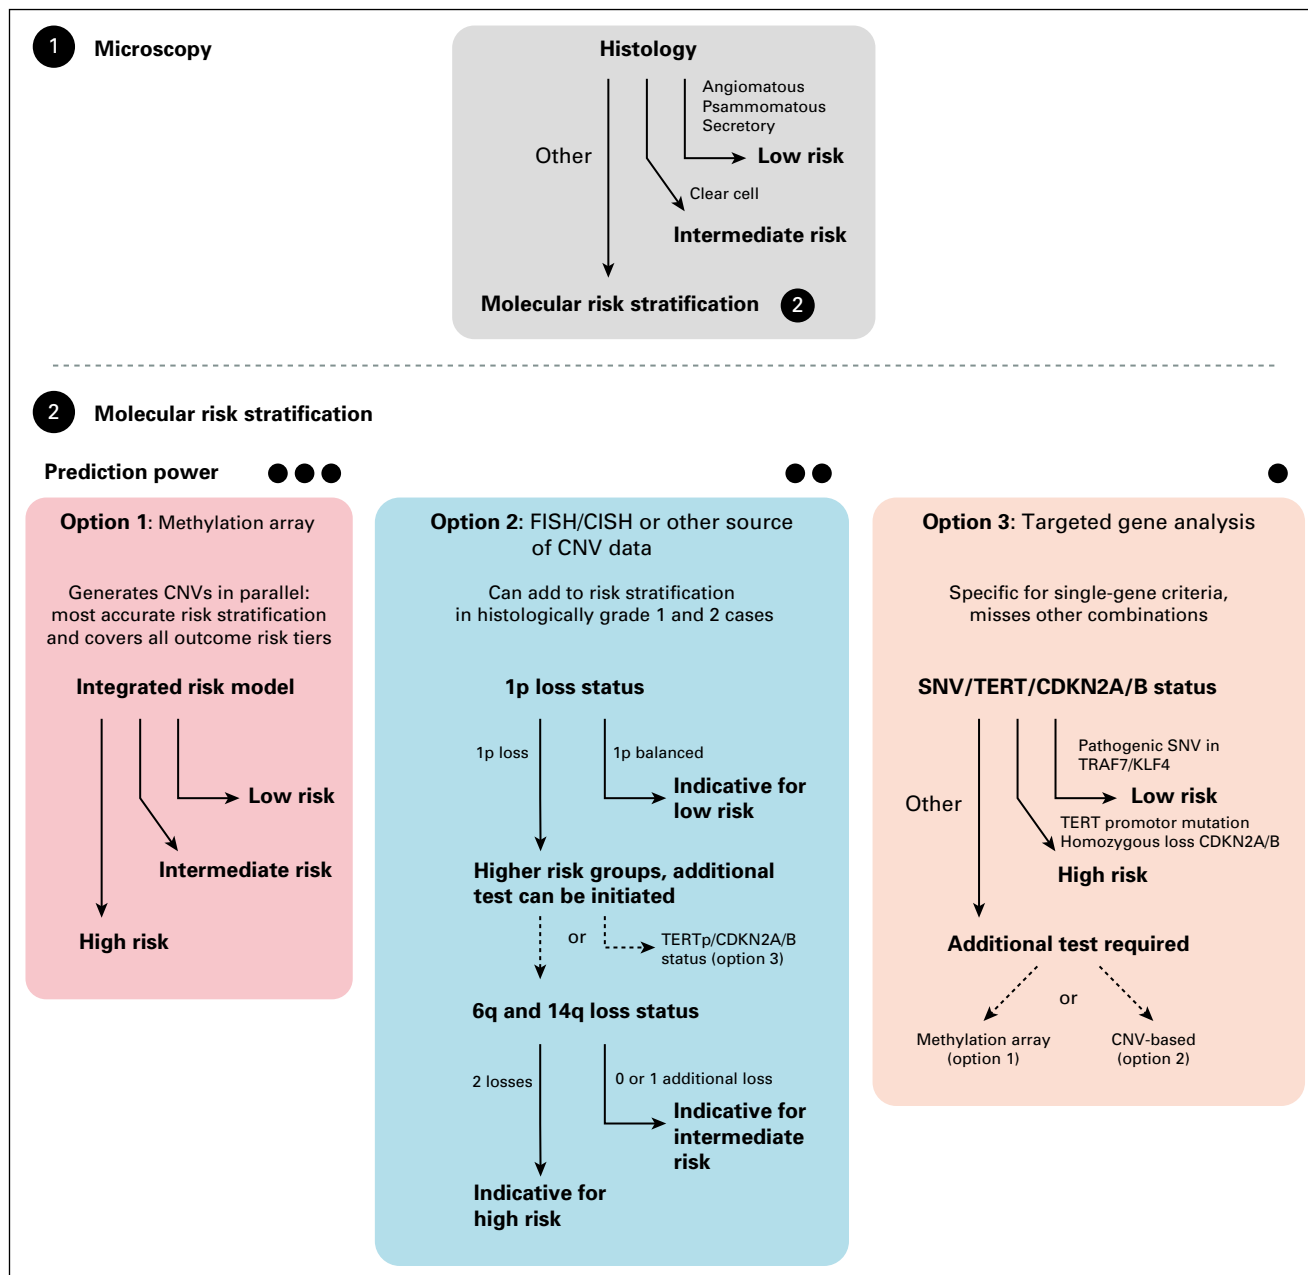 1 Microscopy
Histology
Angiomatous
Psammomatous
Secretory
Other
Low risk
Clear cell
Intermediate risk
Molecular risk stratification 2
2 Molecular risk stratification
Prediction power
Option 1: Methylation array
Generates CNVs in parallel:
most accurate risk stratification
and covers all outcome risk tiers
Integrated risk model
Low risk
Intermediate risk
High risk
Option 2: FISH/CISH or other source
of CNV data
Can add to risk stratification
in histologically grade 1 and 2 cases
1p loss status
1p loss
1p balanced
Indicative for
low risk
Higher risk groups, additional
test can be initiated
or
TERTp/CDKN2A/B
status (option 3)
6q and 14q loss status
2 losses
0 or 1 additional loss
Indicative for
intermediate
risk
Indicative for
high risk
Option 3: Targeted gene analysis
Specific for single-gene criteria,
misses other combinations
SNV/TERT/CDKN2A/B status
Pathogenic SNV in
TRAF7/KLF4
Other
Low risk
TERT promotor mutation
Homozygous loss CDKN2A/B
High risk
Additional test required
or
Methylation array
(option 1)
CNV-based
(option 2)